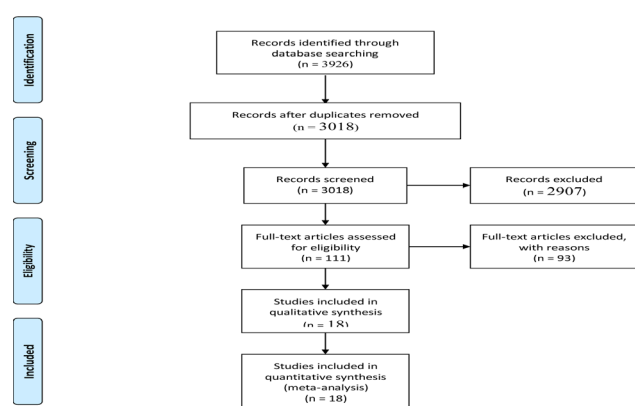 Identification
Records identified through
database searching
(n = 3926)
Records after duplicates removed
(n = 3018)
Screening
Records screened
(n = 3018)
Records excluded
(n = 2907)
Eligibility
Full-text articles assessed
for eligibility
(n = 111)
Full-text articles excluded,
with reasons
(n = 93)
Studies included in
qualitative synthesis
(n = 18)
Included
Studies included in
quantitative synthesis
(meta-analysis)
(n = 18)